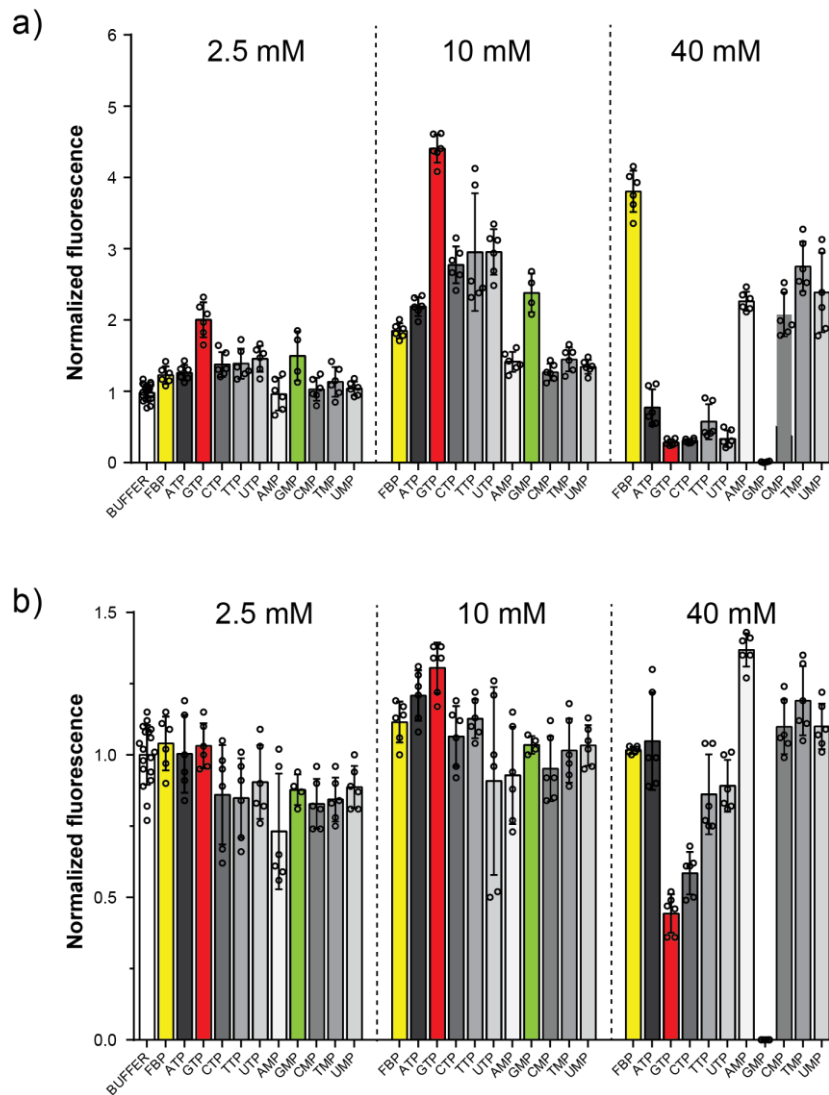 a)
2.5 mM 10 mM 40 mM
Normalized fluorescence
6
5
4
3
2
1
0
BUFFER FBP ATP GTP CTP TTP UTP AMP GMP CMP TMP UMP FBP ATP GTP CTP TTP UTP AMP GMP CMP TMP UMP FBP ATP GTP CTP TTP UTP AMP GMP CMP TMP UMP
b)
2.5 mM 10 mM 40 mM
Normalized fluorescence
1.5
1.0
0.5
0.0
BUFFER FBP ATP GTP CTP TTP UTP AMP GMP CMP TMP UMP FBP ATP GTP CTP TTP UTP AMP GMP CMP TMP UMP FBP ATP GTP CTP TTP UTP AMP GMP CMP TMP UMP